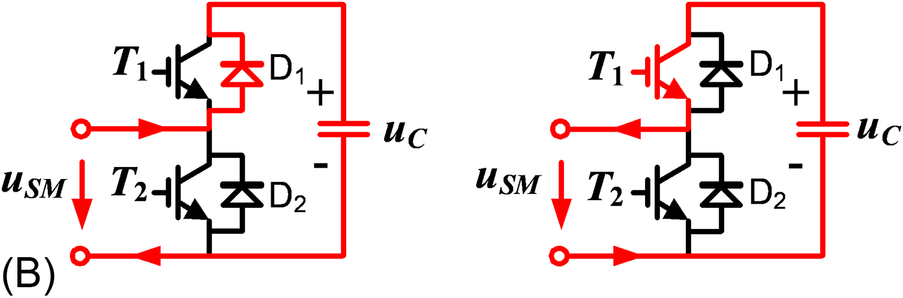 T1 D1 + uC
uSM T2 - D2
(B)
T1 D1 + uC
uSM T2 - D2